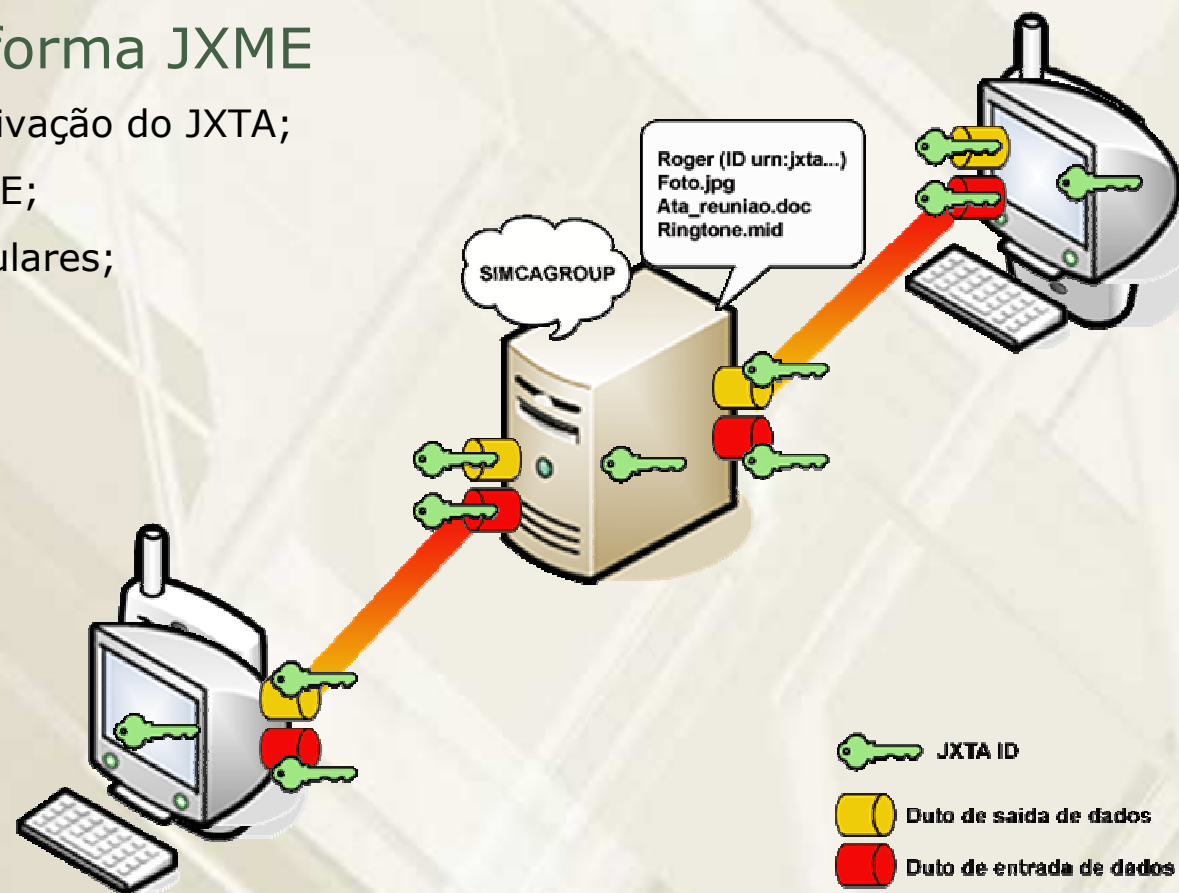 forma JXME
ivação do JXTA;
E;
ulares;
Roger (ID urn:jxta...)
Foto.jpg
Ata_reuniao.doc
Ringtone.mid
SIMCAGROUP
JXTA ID
Duto de saida de dados
Duto de entrada de dados